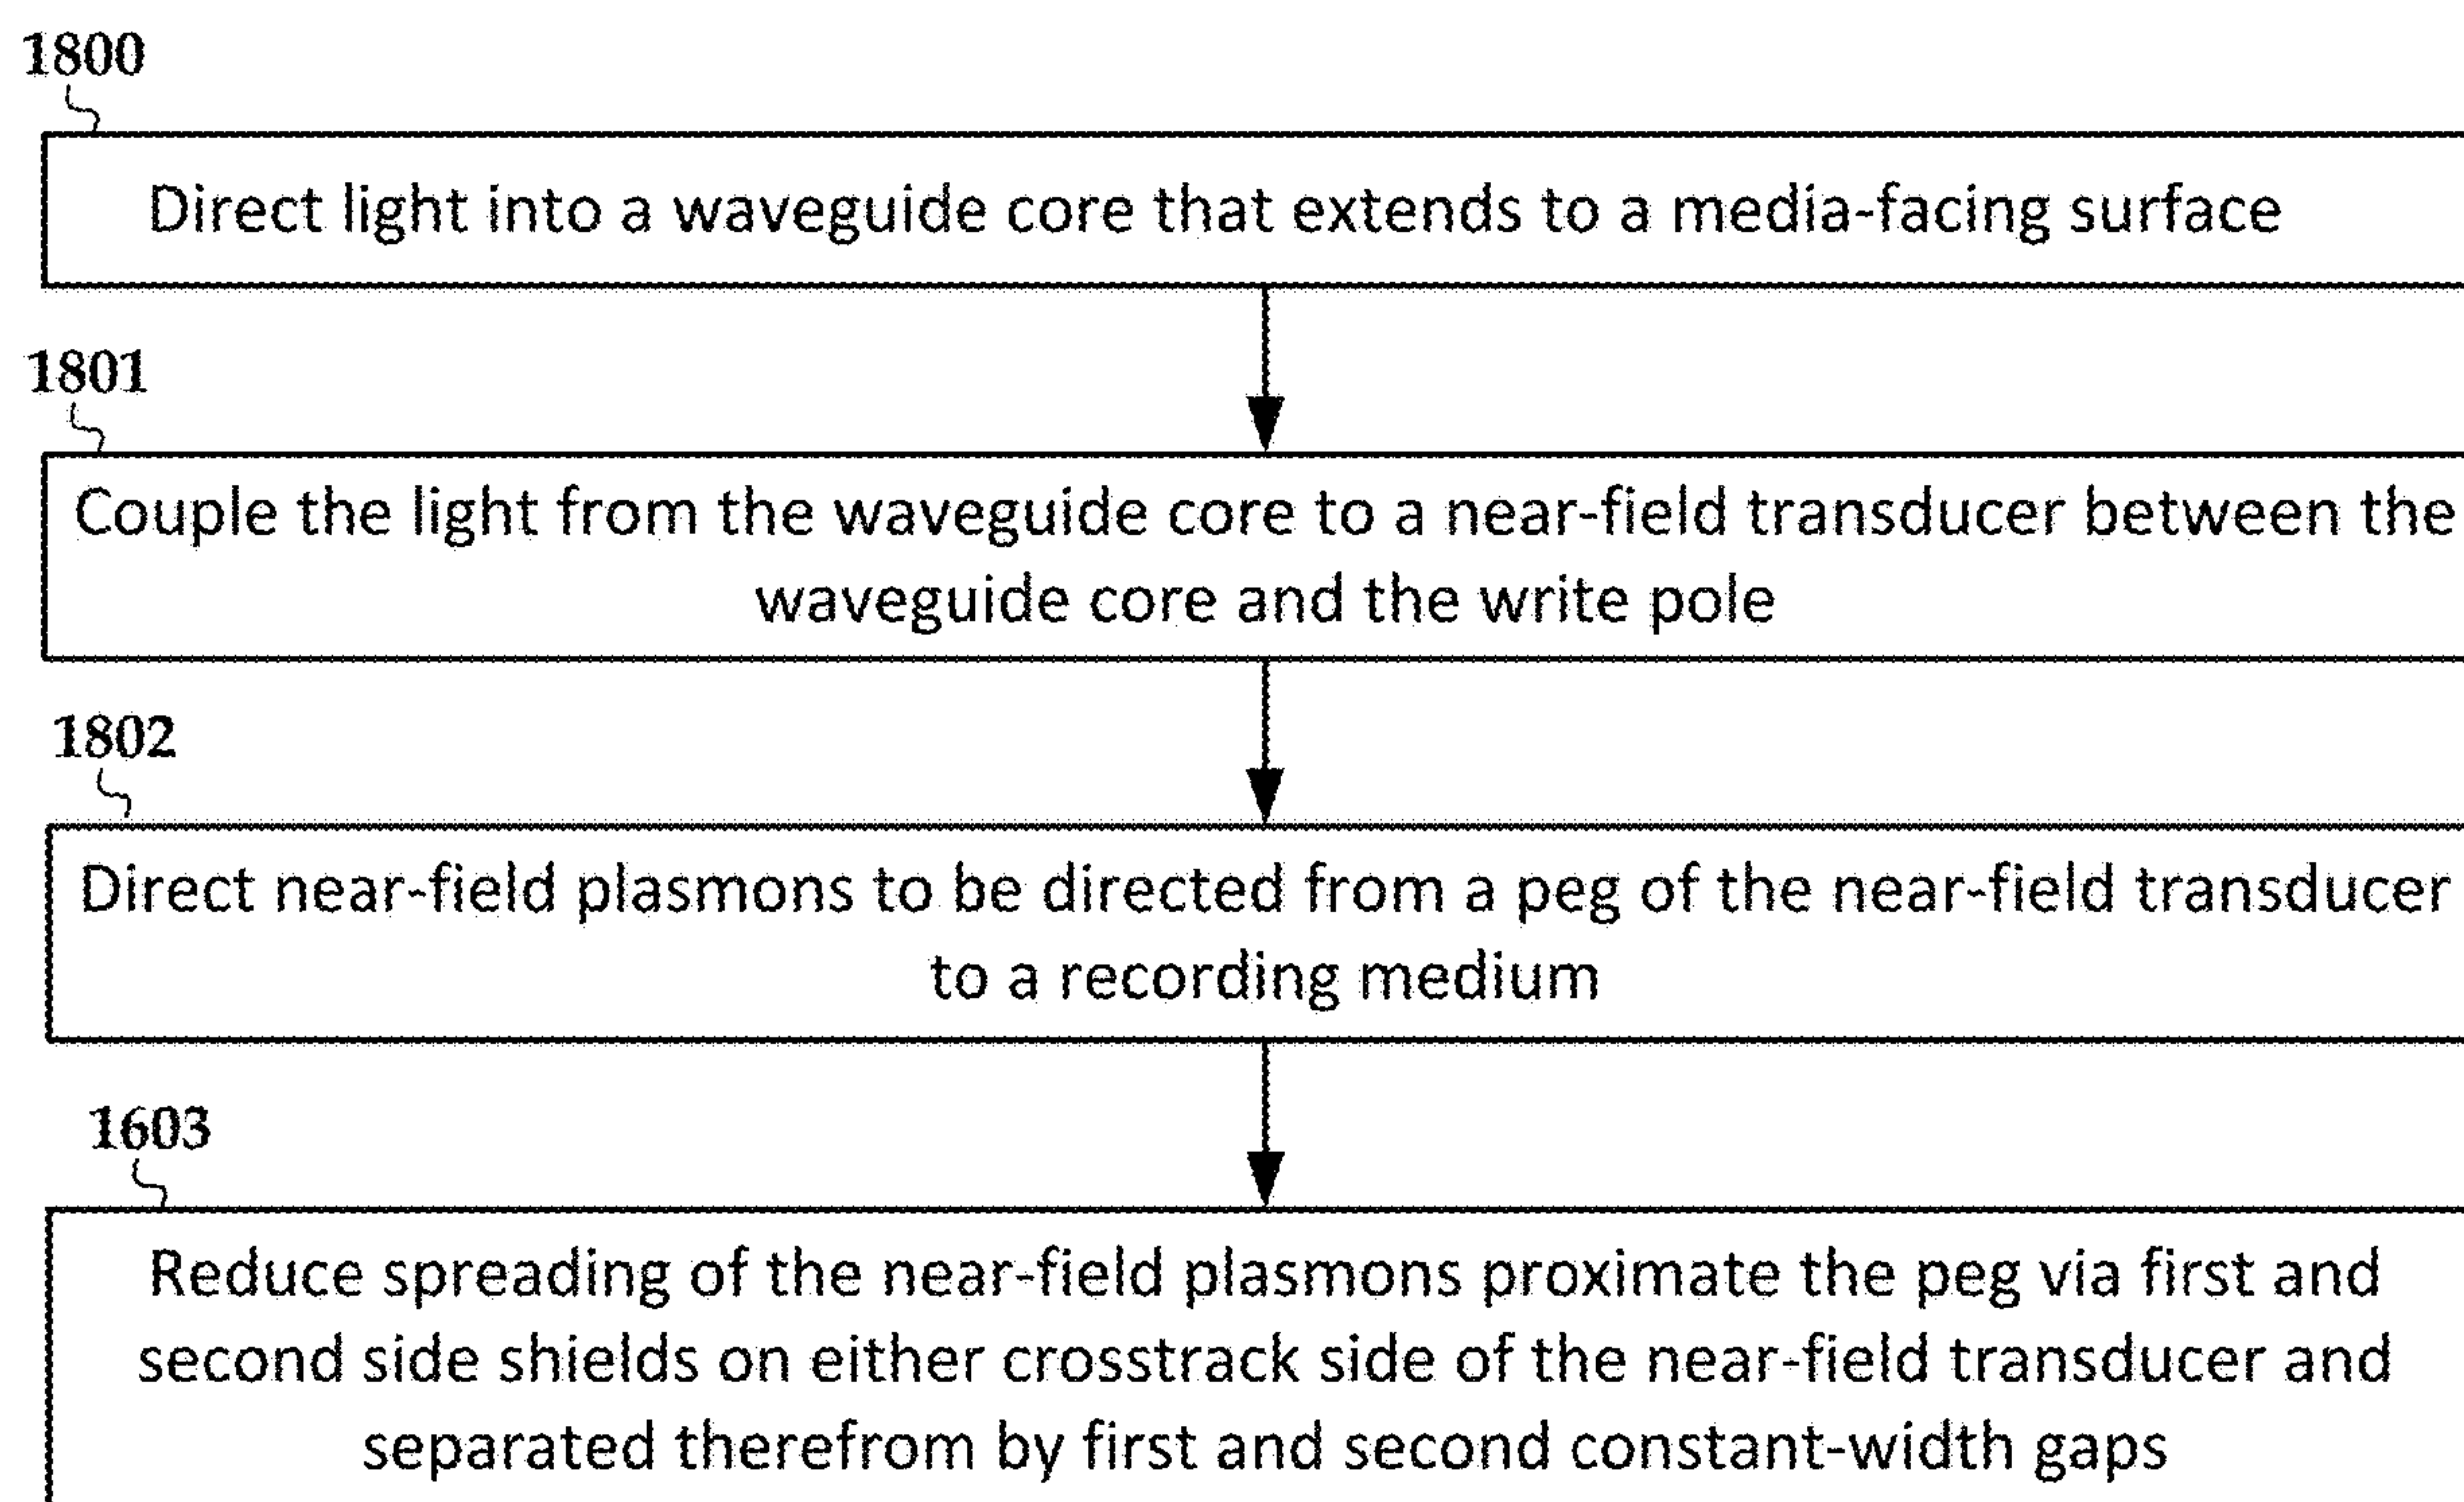 1800
Direct light into a waveguide core that extends to a media-facing surface
1801
Couple the light from the waveguide core to a near-field transducer between the
waveguide core and the write pole
1802
Direct near-field plasmons to be directed from a peg of the near-field transducer
to a recording medium
1603
Reduce spreading of the near-field plasmons proximate the peg via first and
second side shields on either crosstrack side of the near-field transducer and
separated therefrom by first and second constant-width gaps